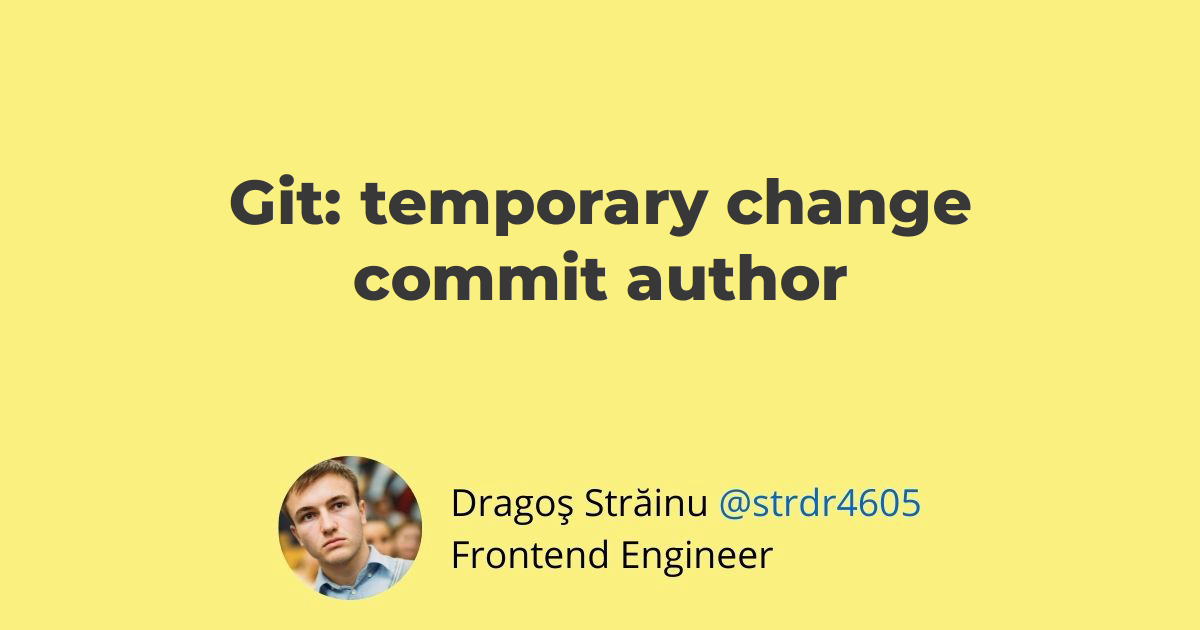 Git: temporary change
commit author
Dragoş Străinu @strdr4605
Frontend Engineer